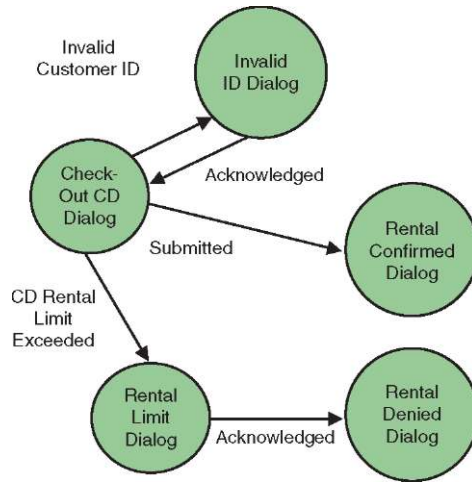 Invalid
Customer ID
Invalid
ID Dialog
Check-
Out CD
Dialog
Acknowledged
Submitted
Rental
Confirmed
Dialog
CD Rental
Limit
Exceeded
Rental
Limit
Dialog
Acknowledged
Rental
Denied
Dialog